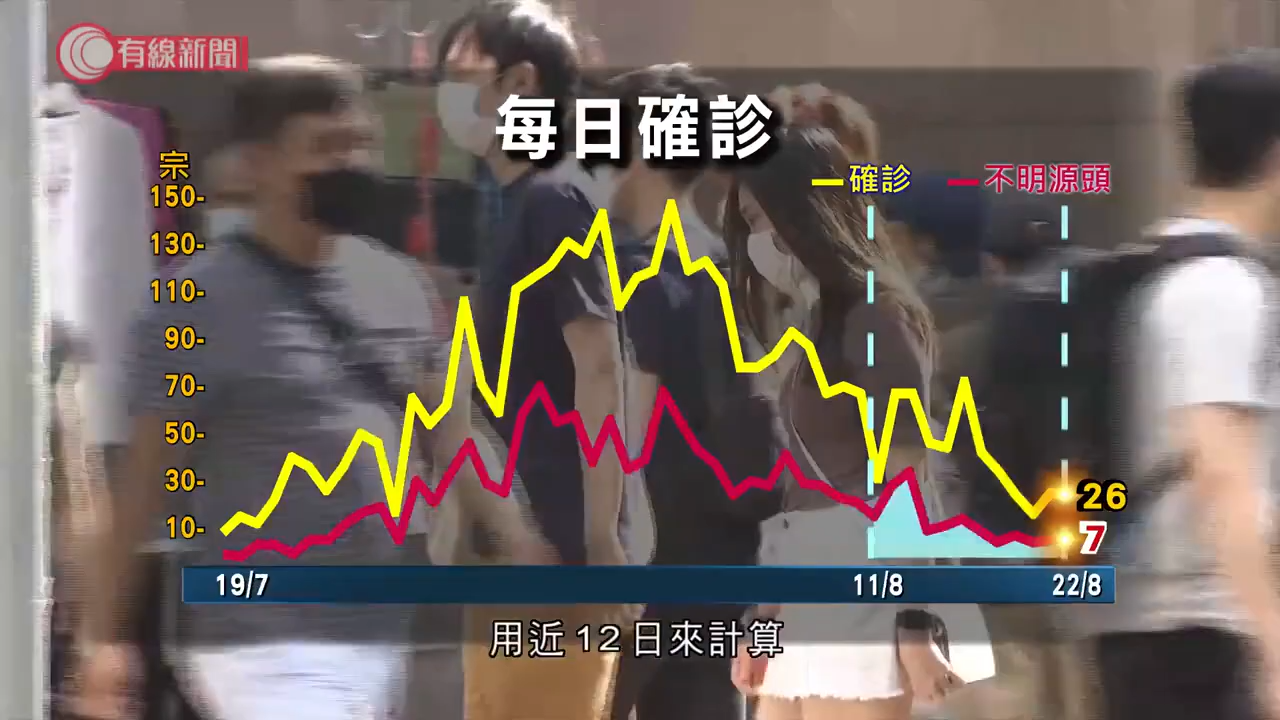 有線新聞
每日確診
宗
確診 不明源頭
150-
130-
110-
90-
70-
50-
30-
10-
26
7
19/7 11/8 22/8
用近12日來計算